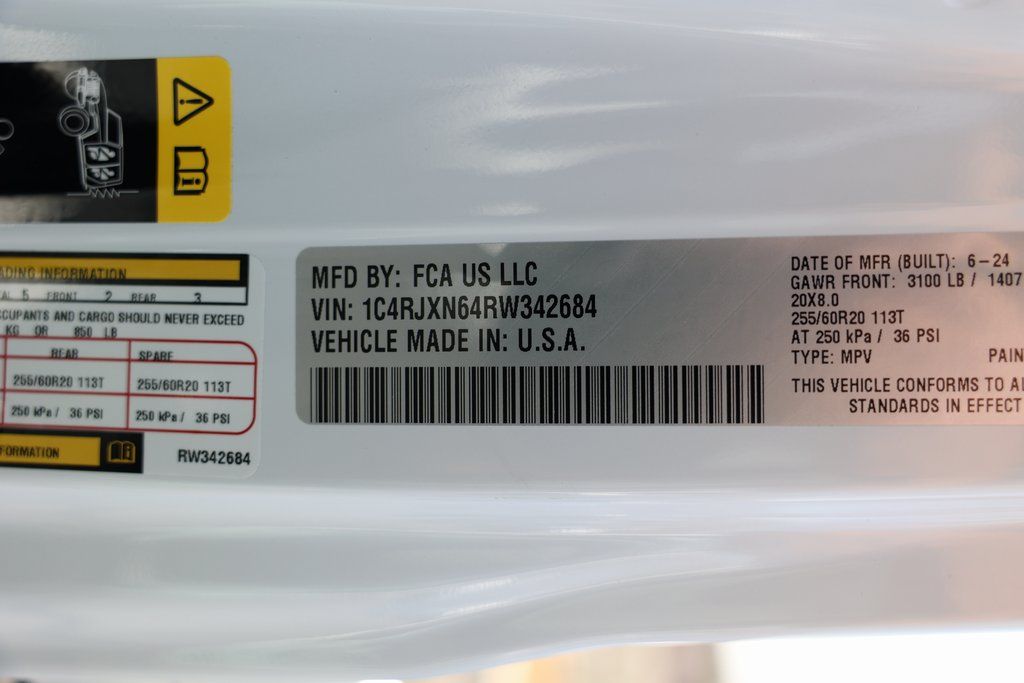 ADING INFORMATION
AL 5 FRONT 2 REAR 3
CCUPANTS AND CARGO SHOULD NEVER EXCEED
KG OR 850 LB
REAR SPARE
255/60R20 113T 255/60R20 113T
250 kPa / 36 PSI 250 kPa / 36 PSI
FORMATION
RW342684
MFD BY: FCA US LLC
VIN: 1C4RJXN64RW342684
VEHICLE MADE IN: U.S.A.
DATE OF MFR (BUILT): 6-24
GAWR FRONT: 3100 LB / 1407
20X8.0
255/60R20 113T
AT 250 kPa / 36 PSI
TYPE: MPV PAIN
THIS VEHICLE CONFORMS TO AL
STANDARDS IN EFFECT